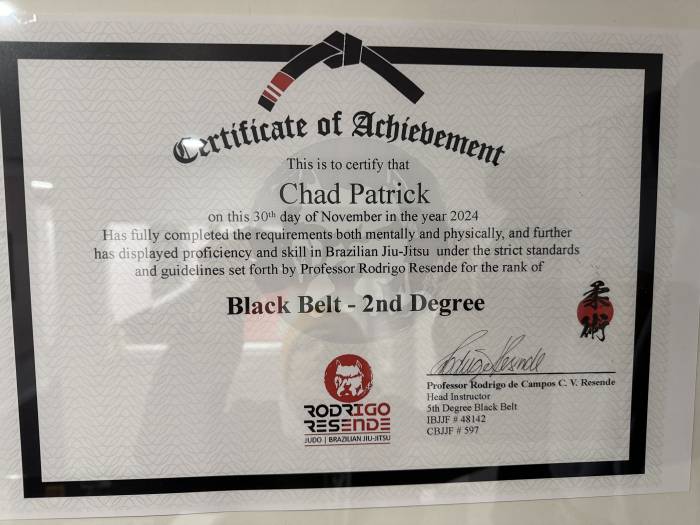 Certificate of Achievement
This is to certify that
Chad Patrick
on this 30th day of November in the year 2024
Has fully completed the requirements both mentally and physically, and further
has displayed proficiency and skill in Brazilian Jiu-Jitsu under the strict standards
and guidelines set forth by Professor Rodrigo Resende for the rank of
Black Belt - 2nd Degree
柔術
Rodrigo Resende
Professor Rodrigo de Campos C. V. Resende
Head Instructor
5th Degree Black Belt
IBJJF # 48142
CBJJF # 597
RODRIGO
RESENDE
JUDO | BRAZILIAN JIU-JITSU